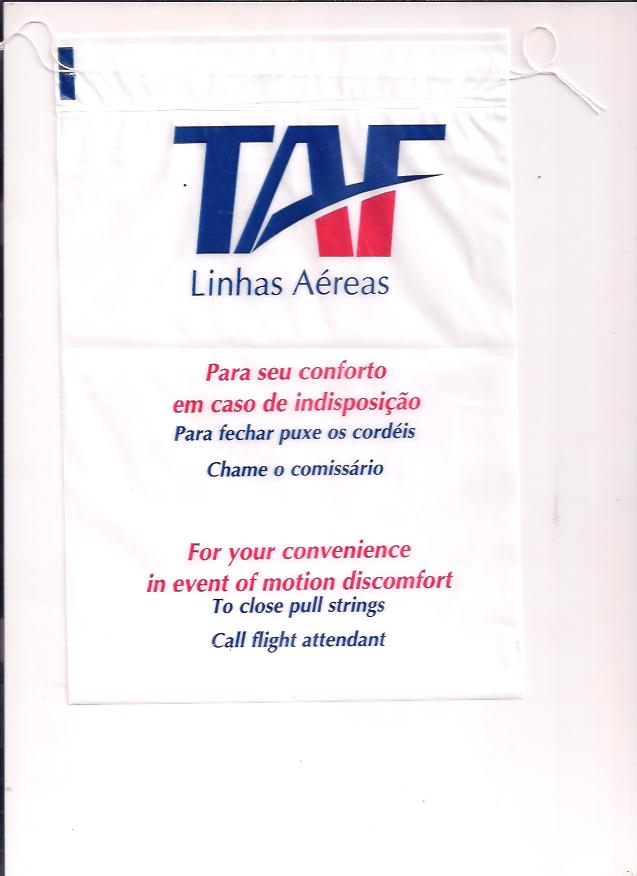 TAF
Linhas Aéreas
Para seu conforto
em caso de indisposição
Para fechar puxe os cordéis
Chame o comissário
For your convenience
in event of motion discomfort
To close pull strings
Call flight attendant